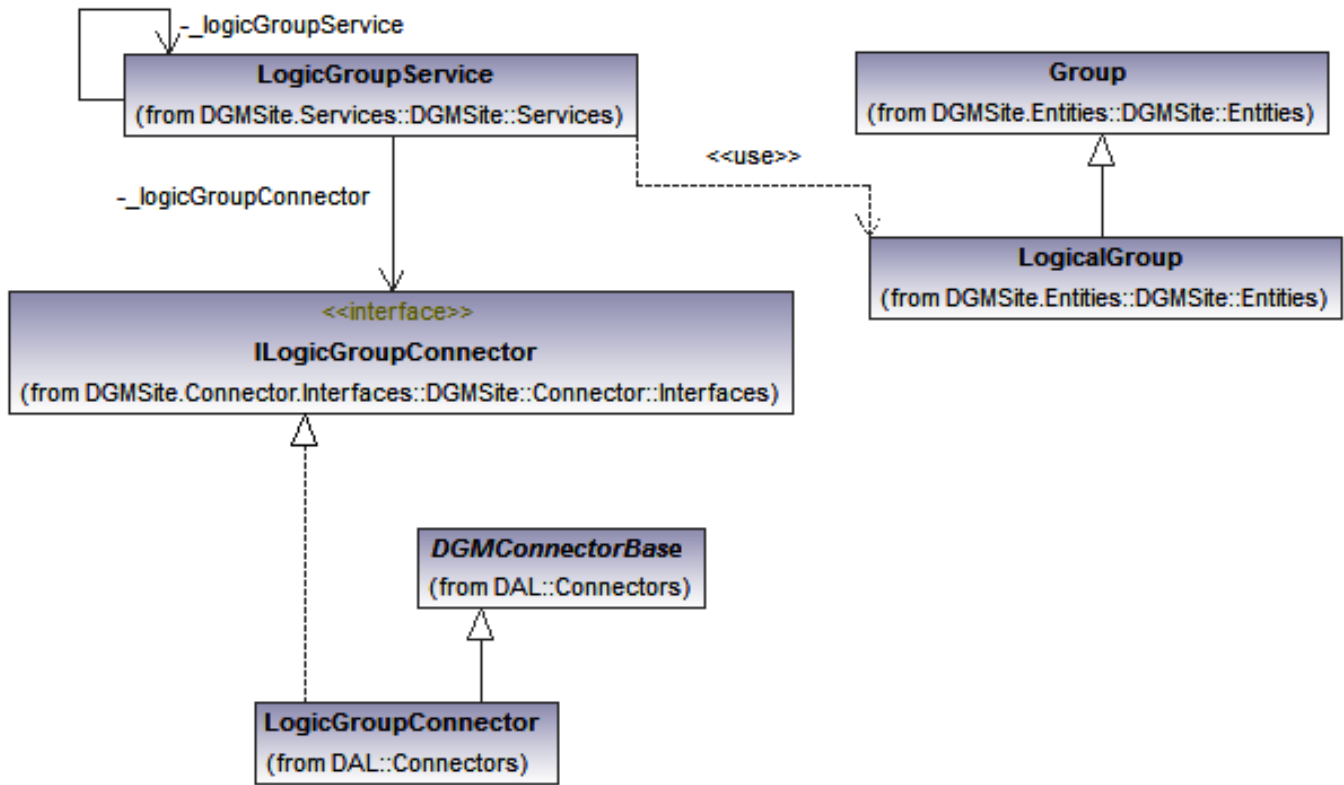 -_logicGroupService
LogicGroupService
(from DGMSite.Services::DGMSite::Services)
Group
(from DGMSite.Entities::DGMSite::Entities)
<<use>>
-_logicGroupConnector
LogicalGroup
(from DGMSite.Entities::DGMSite::Entities)
<<interface>>
ILogicGroupConnector
(from DGMSite.Connector.Interfaces::DGMSite::Connector::Interfaces)
DGMConnectorBase
(from DAL::Connectors)
LogicGroupConnector
(from DAL::Connectors)